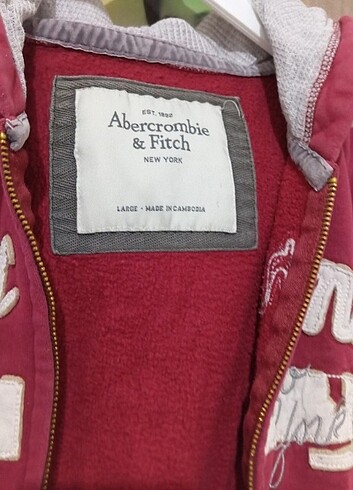 EST. 1892
Abercrombie
& Fitch
NEW YORK
LARGE - MADE IN CAMBODIA